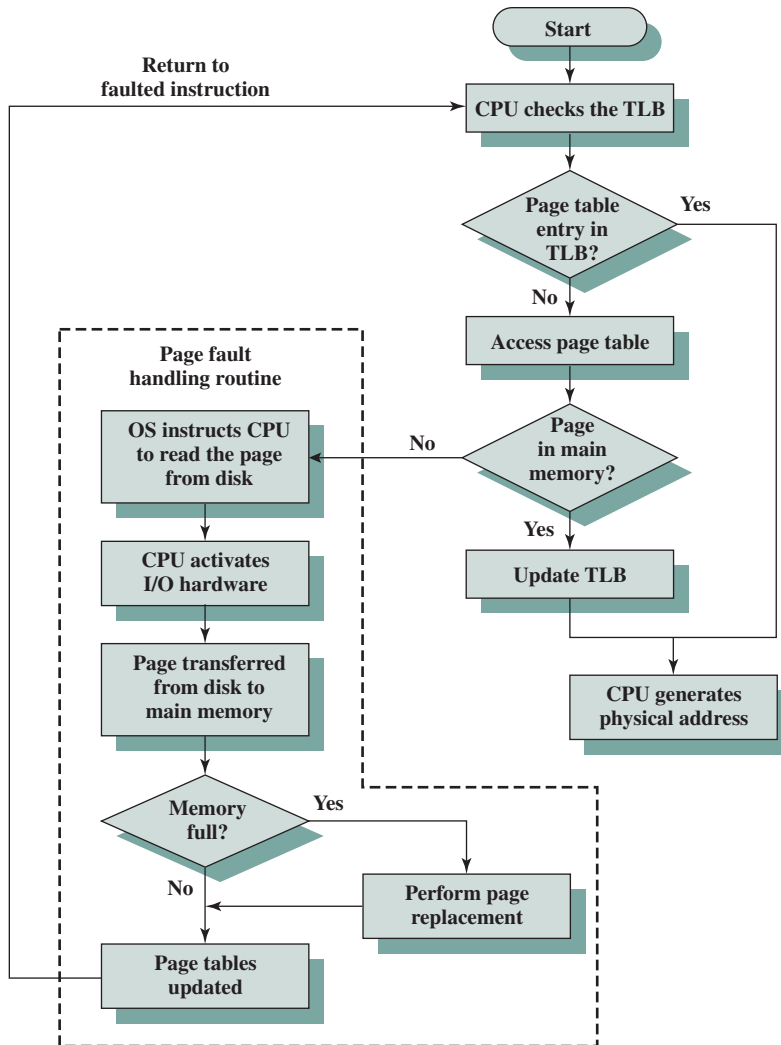 Start
Return to
faulted instruction
CPU checks the TLB
Page table
entry in
TLB?
Yes
No
Access page table
Page fault
handling routine
Page
in main
memory?
No
OS instructs CPU
to read the page
from disk
Yes
CPU activates
I/O hardware
Update TLB
Page transferred
from disk to
main memory
CPU generates
physical address
Memory
full?
Yes
No
Perform page
replacement
Page tables
updated